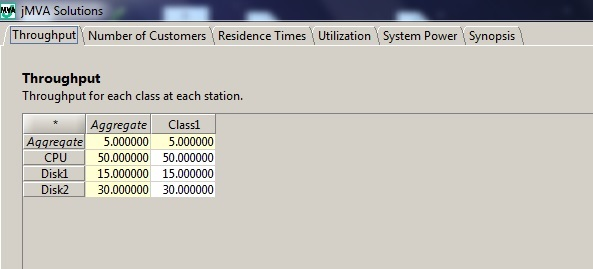 jMVA Solutions
Throughput Number of Customers Residence Times Utilization System Power Synopsis
Throughput
Throughput for each class at each station.
* Aggregate Class1
Aggregate 5.000000 5.000000
CPU 50.000000 50.000000
Disk1 15.000000 15.000000
Disk2 30.000000 30.000000